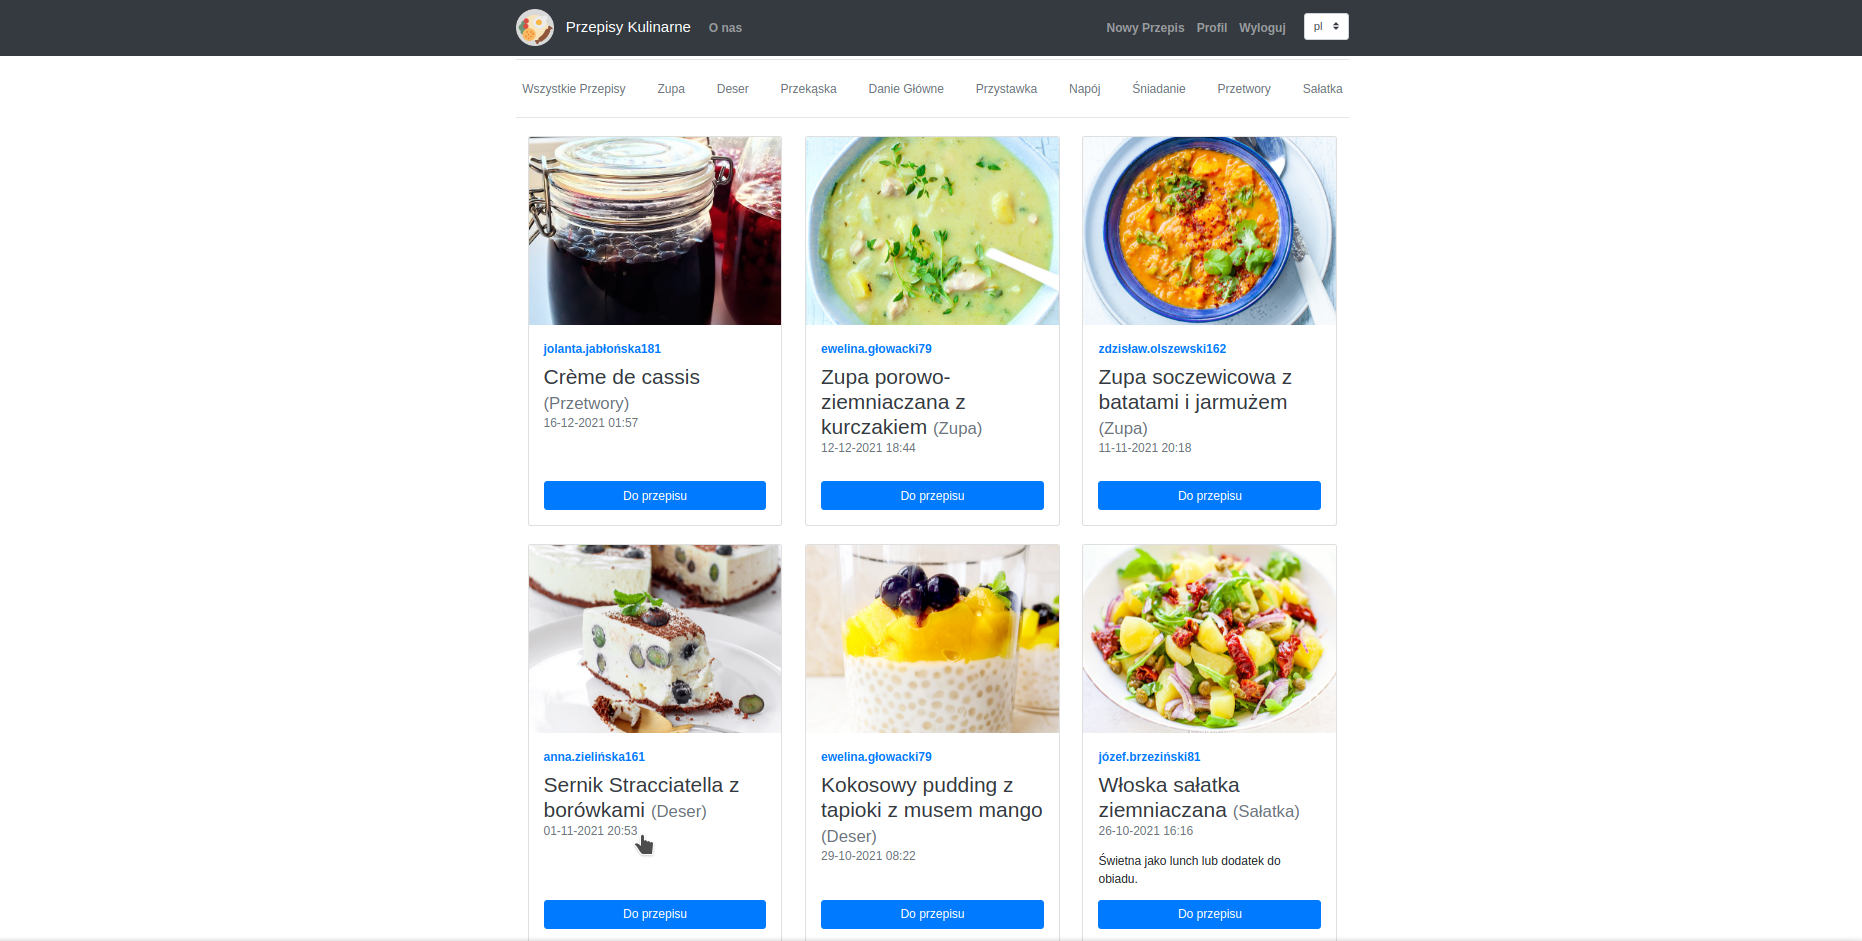 Przepisy Kulinarne O nas Nowy Przepis Profil Wyloguj pl
Wszystkie Przepisy Zupa Deser Przekąska Danie Główne Przystawka Napój Śniadanie Przetwory Sałatka
jolanta.jabłońska181
Crème de cassis
(Przetwory)
16-12-2021 01:57
Do przepisu
ewelina.głowacki79
Zupa porowo-
ziemniaczana z
kurczakiem (Zupa)
12-12-2021 18:44
Do przepisu
zdzisław.olszewski162
Zupa soczewicowa z
batatami i jarmużem
(Zupa)
11-11-2021 20:18
Do przepisu
anna.zielińska161
Sernik Stracciatella z
borówkami (Deser)
01-11-2021 20:53
Do przepisu
ewelina.głowacki79
Kokosowy pudding z
tapioki z musem mango
(Deser)
29-10-2021 08:22
Do przepisu
józef.brzeziński81
Włoska sałatka
ziemniaczana (Sałatka)
26-10-2021 16:16
Świetna jako lunch lub dodatek do
obiadu.
Do przepisu